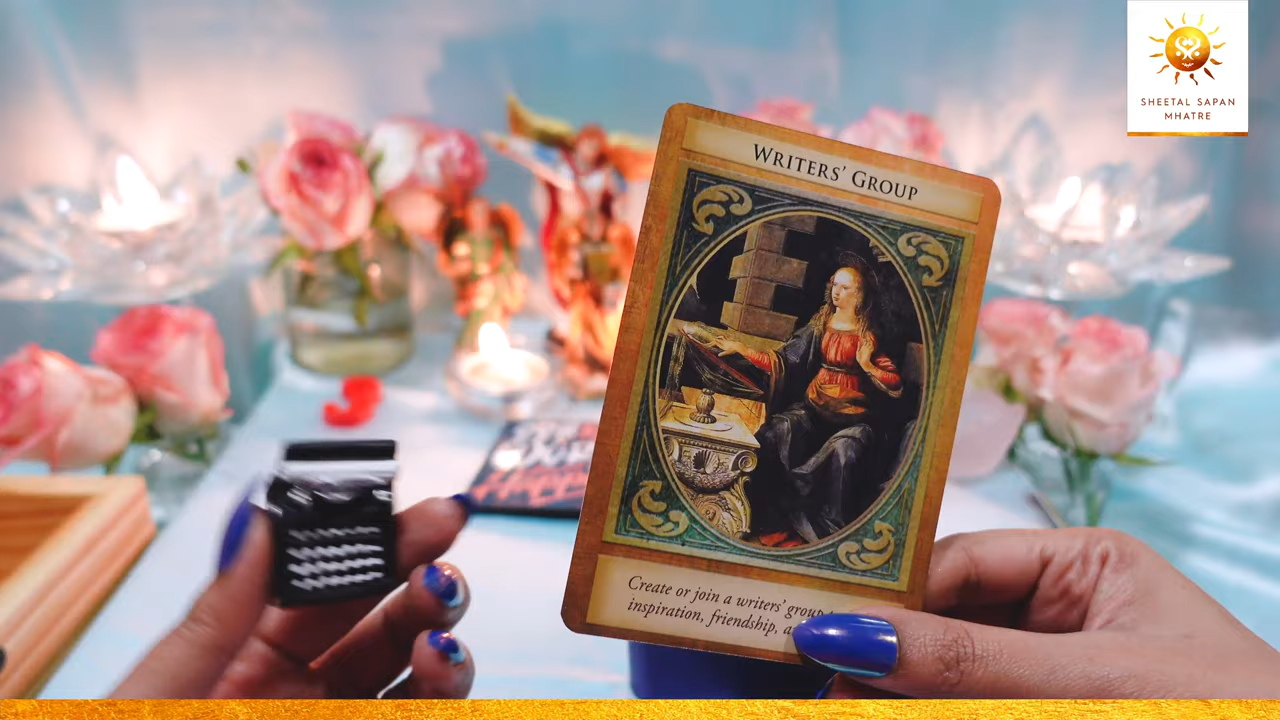 SHEETAL SAPAN
MHATRE
WRITERS' GROUP
Create or join a writers' group
inspiration, friendship,